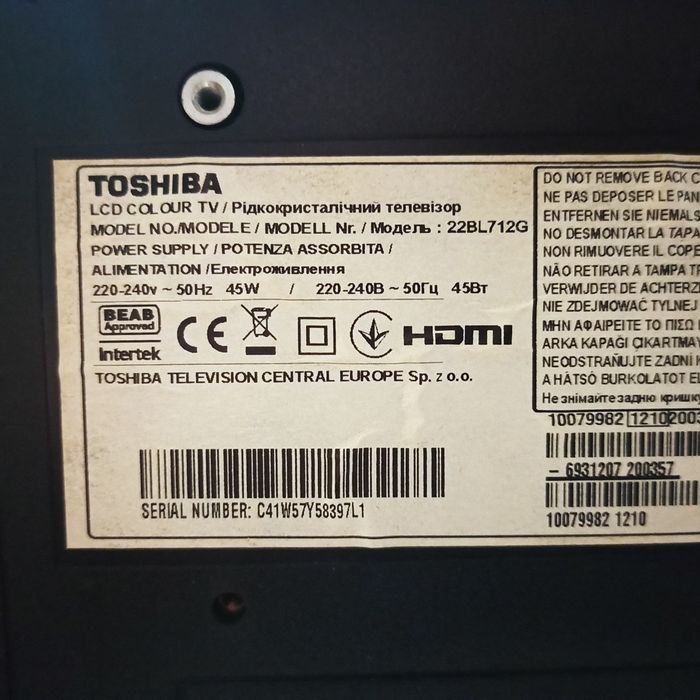 TOSHIBA
LCD COLOUR TV / Рідкокристалічний телевізор
MODEL NO./MODELE / MODELL Nr. / Модель : 22BL712G
POWER SUPPLY / POTENZA ASSORBITA /
ALIMENTATION /Електроживлення
220-240v ~ 50Hz 45W / 220-240В ~ 50Гц 45Вт
BEAB
Approved
Intertek
CE
HDMI
TOSHIBA TELEVISION CENTRAL EUROPE Sp. z o.o.
SERIAL NUMBER: C41W57Y58397L1
DO NOT REMOVE BACK C
NE PAS DEPOSER LE PAN
ENTFERNEN SIE NIEMALS
NO DESMONTAR LA TAPA
NON RIMUOVERE IL COPE
NÃO RETIRAR A TAMPA TR
VERWIJDER DE ACHTERZ
NIE ZDEJMOWAĆ TYLNEJ
ΜΗΝ ΑΦΑΙΡΕΙΤΕ ΤΟ ΠΙΣΩ
ARKA KAPAĞI ÇIKARTMAY
NEODSTRAŇUJTE ZADNÍ K
A HÁTSÓ BURKOLATOT EL
Не знімайте задню кришку
10079982 1210 2003
- 6931207 200357
10079982 1210